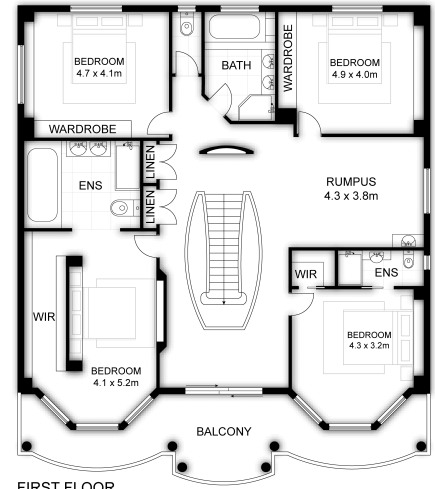 BEDROOM
4.7 x 4.1m
BATH
WARDROBE
BEDROOM
4.9 x 4.0m
WARDROBE
LINEN
ENS
LINEN
RUMPUS
4.3 x 3.8m
WIR
ENS
WIR
BEDROOM
4.3 x 3.2m
BEDROOM
4.1 x 5.2m
BALCONY
FIRST FLOOR